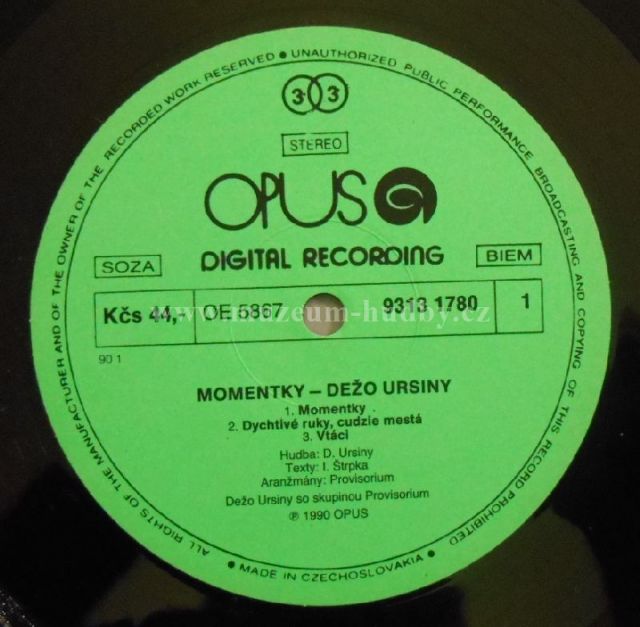 ALL RIGHTS OF THE MANUFACTURER AND OF THE OWNER OF THE RECORDED WORK RESERVED • UNAUTHORIZED PUBLIC PERFORMANCE BROADCASTING AND COPYING OF THIS RECORD PROHIBITED
33
STEREO
OPUS
DIGITAL RECORDING
SOZA
BIEM
Kčs 44,- OE 5867 9313 1780 1
www.muzeum-hudby.cz
90 1
MOMENTKY – DEŽO URSINY
1. Momentky
2. Dychtivé ruky, cudzie mestá
3. Vtáci
Hudba: D. Ursiny
Texty: I. Štrpka
Aranžmány: Provisorium
Dežo Ursiny so skupinou Provisorium
℗ 1990 OPUS
• MADE IN CZECHOSLOVAKIA •